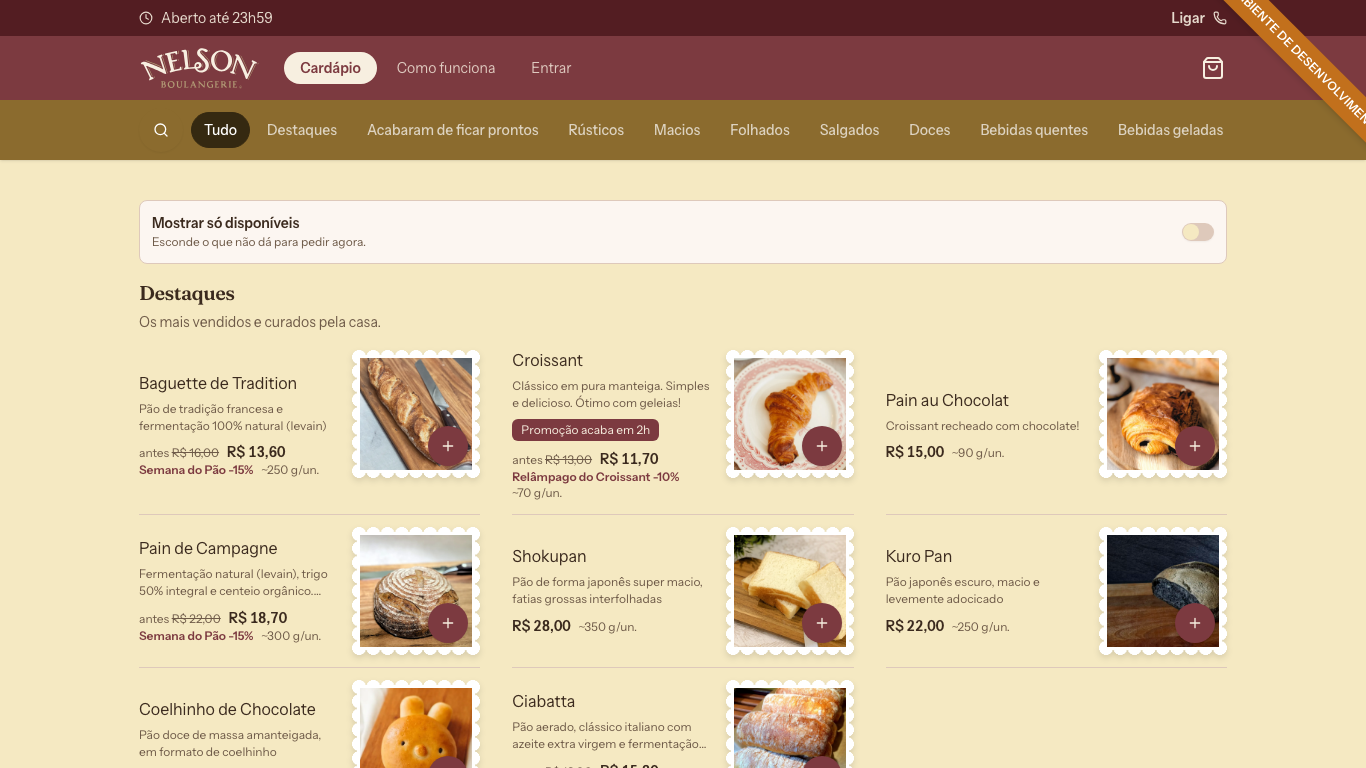 Aberto até 23h59
Ligar
BIENTE DE DESENVOLVIMEN
NELSON
BOULANGERIE.
Cardápio
Como funciona
Entrar
Tudo
Destaques
Acabaram de ficar prontos
Rústicos
Macios
Folhados
Salgados
Doces
Bebidas quentes
Bebidas geladas
Mostrar só disponíveis
Esconde o que não dá para pedir agora.
Destaques
Os mais vendidos e curados pela casa.
Baguette de Tradition
Pão de tradição francesa e
fermentação 100% natural (levain)
antes R$ 16,00 R$ 13,60
Semana do Pão -15% ~250 g/un.
Croissant
Clássico em pura manteiga. Simples
e delicioso. Ótimo com geleias!
Promoção acaba em 2h
antes R$ 13,00 R$ 11,70
Relâmpago do Croissant -10%
~70 g/un.
Pain au Chocolat
Croissant recheado com chocolate!
R$ 15,00 ~90 g/un.
Pain de Campagne
Fermentação natural (levain), trigo
50% integral e centeio orgânico....
antes R$ 22,00 R$ 18,70
Semana do Pão -15% ~300 g/un.
Shokupan
Pão de forma japonês super macio,
fatias grossas interfolhadas
R$ 28,00 ~350 g/un.
Kuro Pan
Pão japonês escuro, macio e
levemente adocicado
R$ 22,00 ~250 g/un.
Coelhinho de Chocolate
Pão doce de massa amanteigada,
em formato de coelhinho
Ciabatta
Pão aerado, clássico italiano com
azeite extra virgem e fermentação...